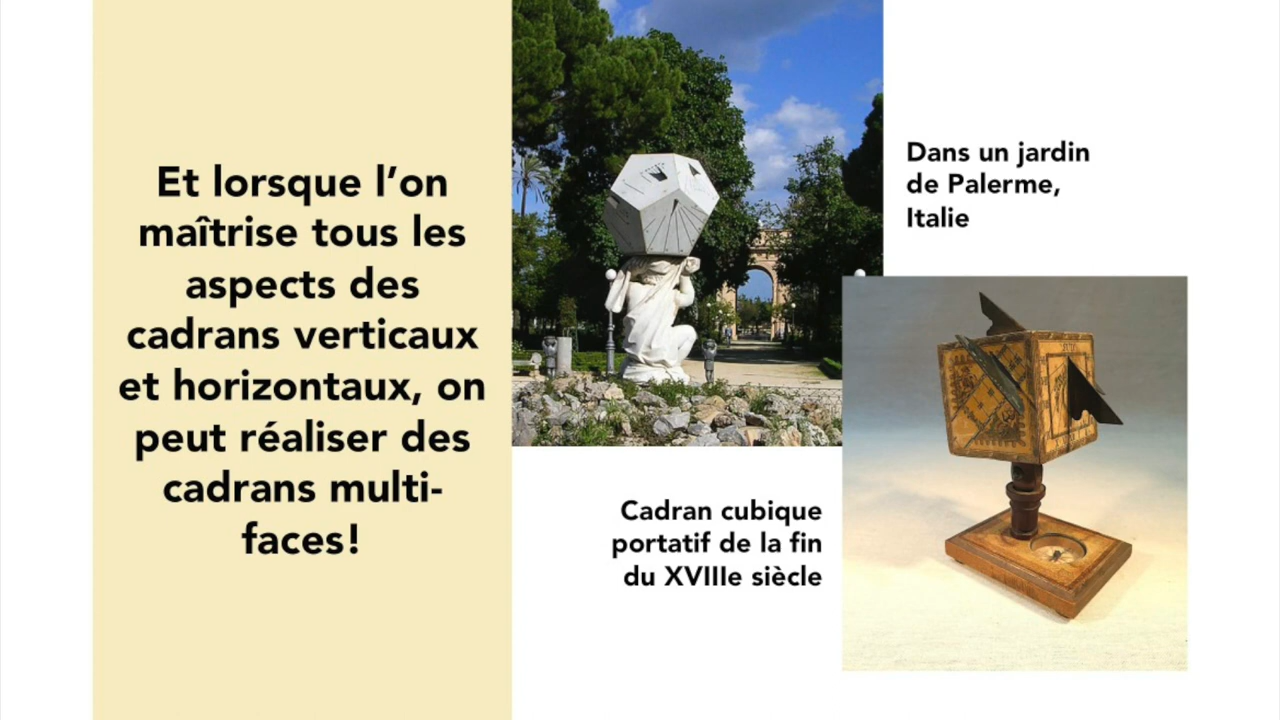 Et lorsque l’on
maîtrise tous les
aspects des
cadrans verticaux
et horizontaux, on
peut réaliser des
cadrans multi-
faces!
Dans un jardin
de Palerme,
Italie
Cadran cubique
portatif de la fin
du XVIIIe siècle